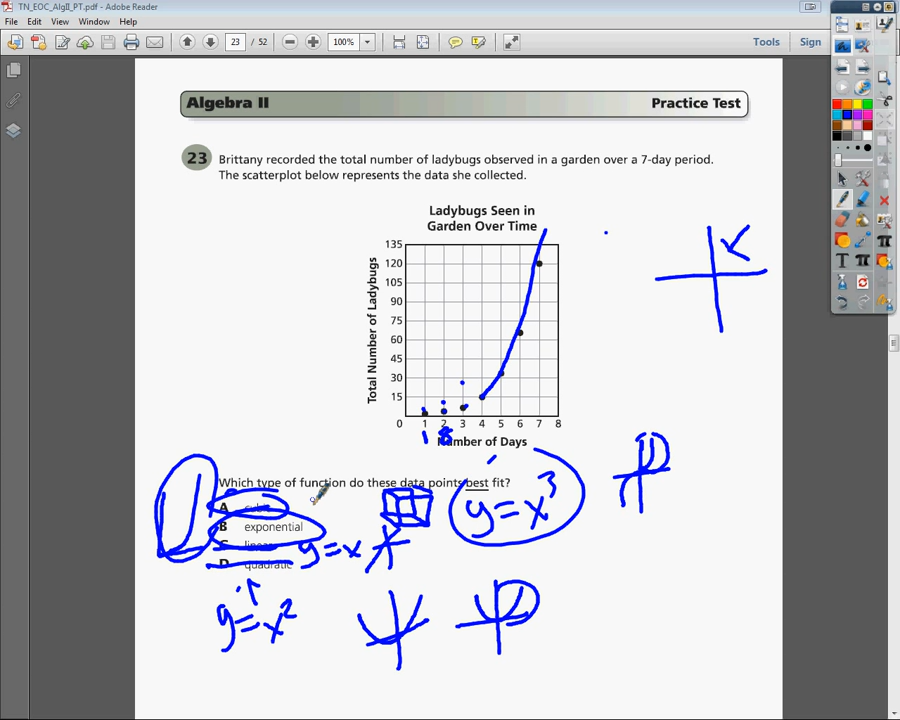 TN_EOC_AlgII_PT.pdf - Adobe Reader
File Edit View Window Help
23 / 52 100% Tools Sign
Algebra II Practice Test
23 Brittany recorded the total number of ladybugs observed in a garden over a 7-day period.
The scatterplot below represents the data she collected.
Ladybugs Seen in
Garden Over Time
Total Number of Ladybugs
135
120
105
90
75
60
45
30
15
0 1 2 3 4 5 6 7 8
1 8
Number of Days
Which type of function do these data points best fit?
A cubic
B exponential
C linear y=x
D quadratic
y=x³
y=x²